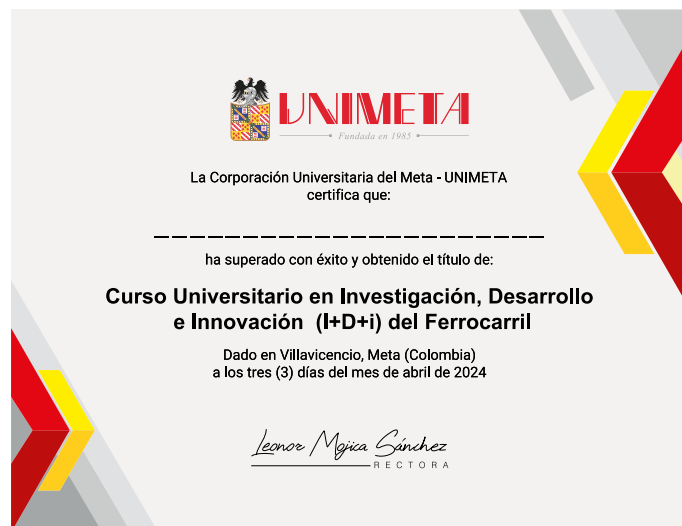 UNIMETA
Fundada en 1985
La Corporación Universitaria del Meta - UNIMETA
certifica que:
ha superado con éxito y obtenido el título de:
Curso Universitario en Investigación, Desarrollo
e Innovación (I+D+i) del Ferrocarril
Dado en Villavicencio, Meta (Colombia)
a los tres (3) días del mes de abril de 2024
Leonor Mojica Sánchez
RECTORA